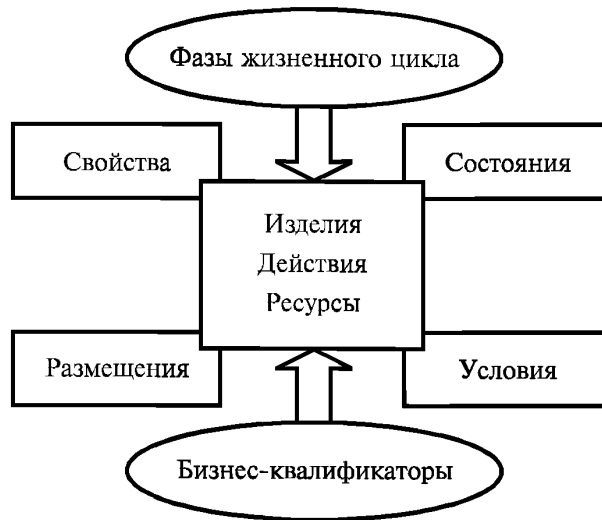 Фазы жизненного цикла
Свойства
Состояния
Изделия
Действия
Ресурсы
Размещения
Условия
Бизнес-квалификаторы